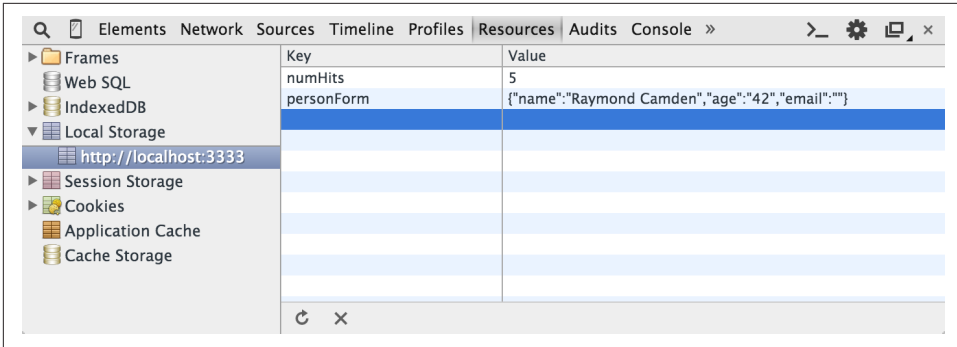 Elements Network Sources Timeline Profiles Resources Audits Console »
Frames
Web SQL
IndexedDB
Local Storage
http://localhost:3333
Session Storage
Cookies
Application Cache
Cache Storage
Key Value
numHits 5
personForm {"name":"Raymond Camden","age":"42","email":""}